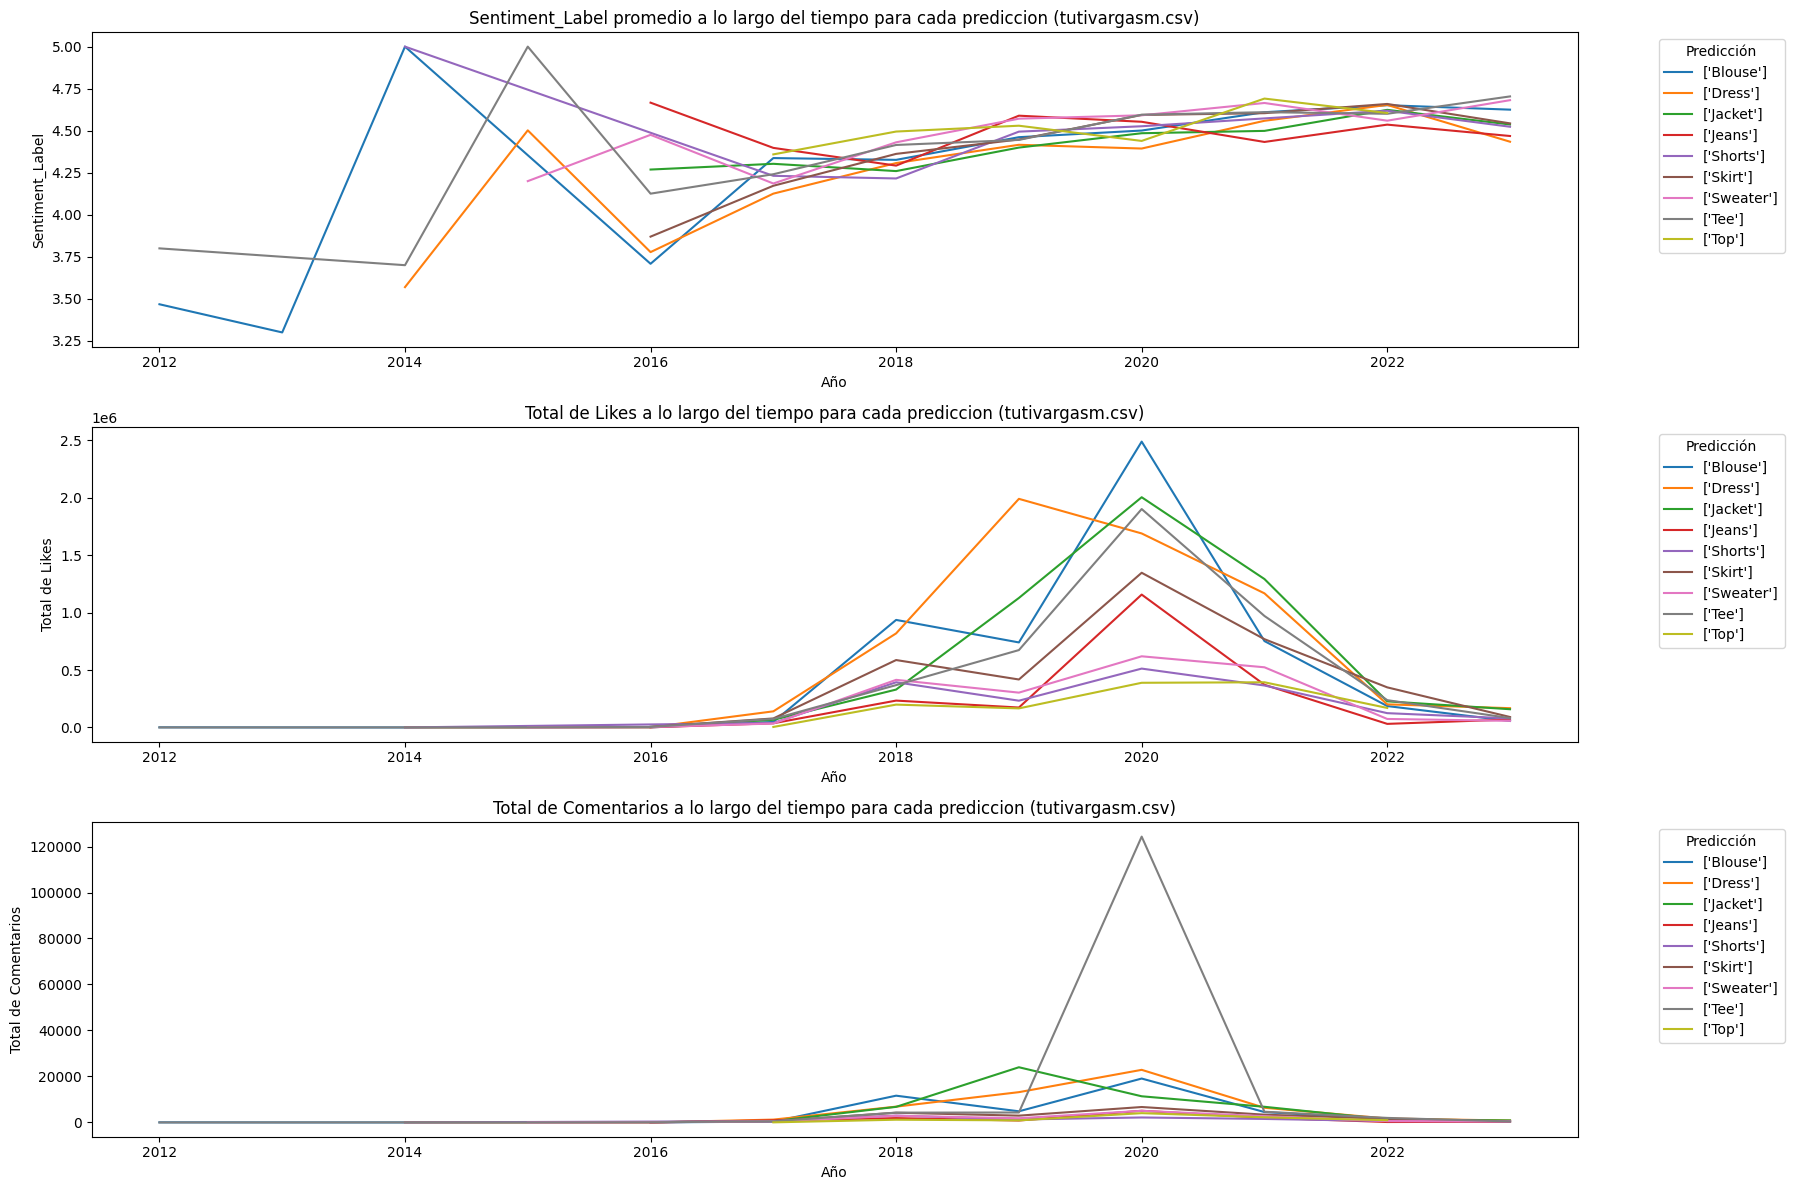 Sentiment_Label promedio a lo largo del tiempo para cada prediccion (tutivargasm.csv)
5.00
4.75
4.50
4.25
4.00
3.75
3.50
3.25
Sentiment_Label
2012
2014
2016
2018
2020
2022
Año
Predicción
['Blouse']
['Dress']
['Jacket']
['Jeans']
['Shorts']
['Skirt']
['Sweater']
['Tee']
['Top']
Total de Likes a lo largo del tiempo para cada prediccion (tutivargasm.csv)
1e6
2.5
2.0
1.5
1.0
0.5
0.0
Total de Likes
2012
2014
2016
2018
2020
2022
Año
Predicción
['Blouse']
['Dress']
['Jacket']
['Jeans']
['Shorts']
['Skirt']
['Sweater']
['Tee']
['Top']
Total de Comentarios a lo largo del tiempo para cada prediccion (tutivargasm.csv)
120000
100000
80000
60000
40000
20000
0
Total de Comentarios
2012
2014
2016
2018
2020
2022
Año
Predicción
['Blouse']
['Dress']
['Jacket']
['Jeans']
['Shorts']
['Skirt']
['Sweater']
['Tee']
['Top']